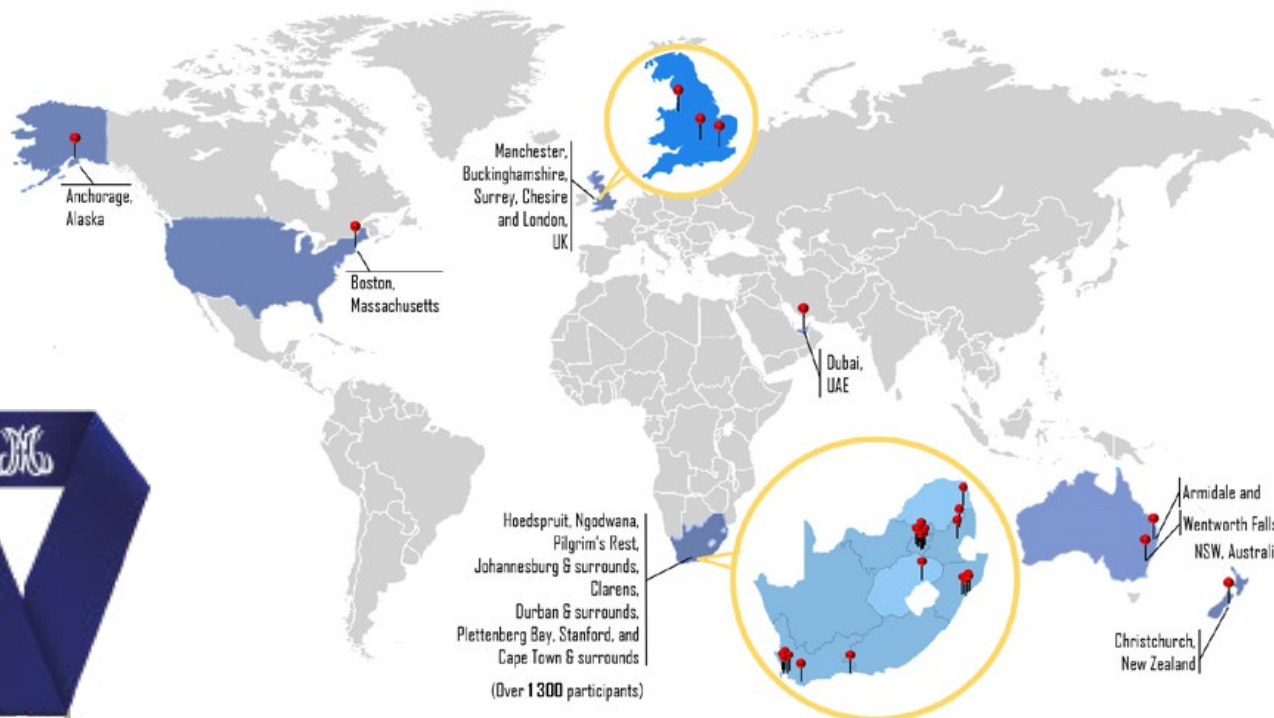 Anchorage,
Alaska
Boston,
Massachusetts
Manchester,
Buckinghamshire,
Surrey, Chesire
and London,
UK
Dubai,
UAE
Hoedspruit, Ngodwana,
Pilgrim's Rest,
Johannesburg & surrounds,
Clarens,
Durban & surrounds,
Plettenberg Bay, Stanford, and
Cape Town & surrounds
(Over 1300 participants)
Armidale and
Wentworth Falls
NSW, Australi
Christchurch,
New Zealand